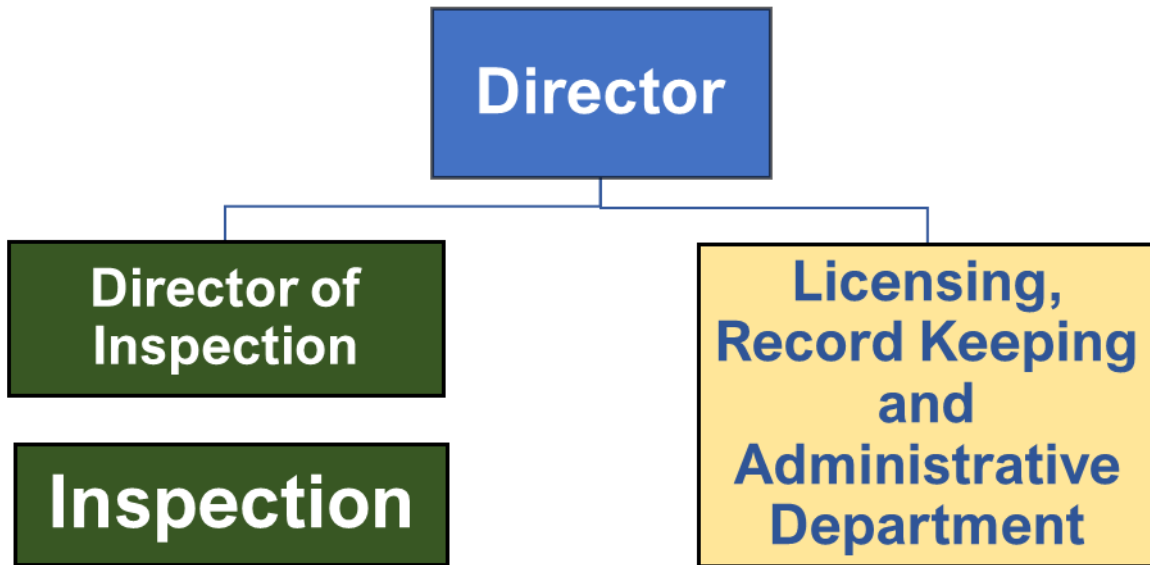 Director
Director of
Inspection
Inspection
Licensing,
Record Keeping
and
Administrative
Department